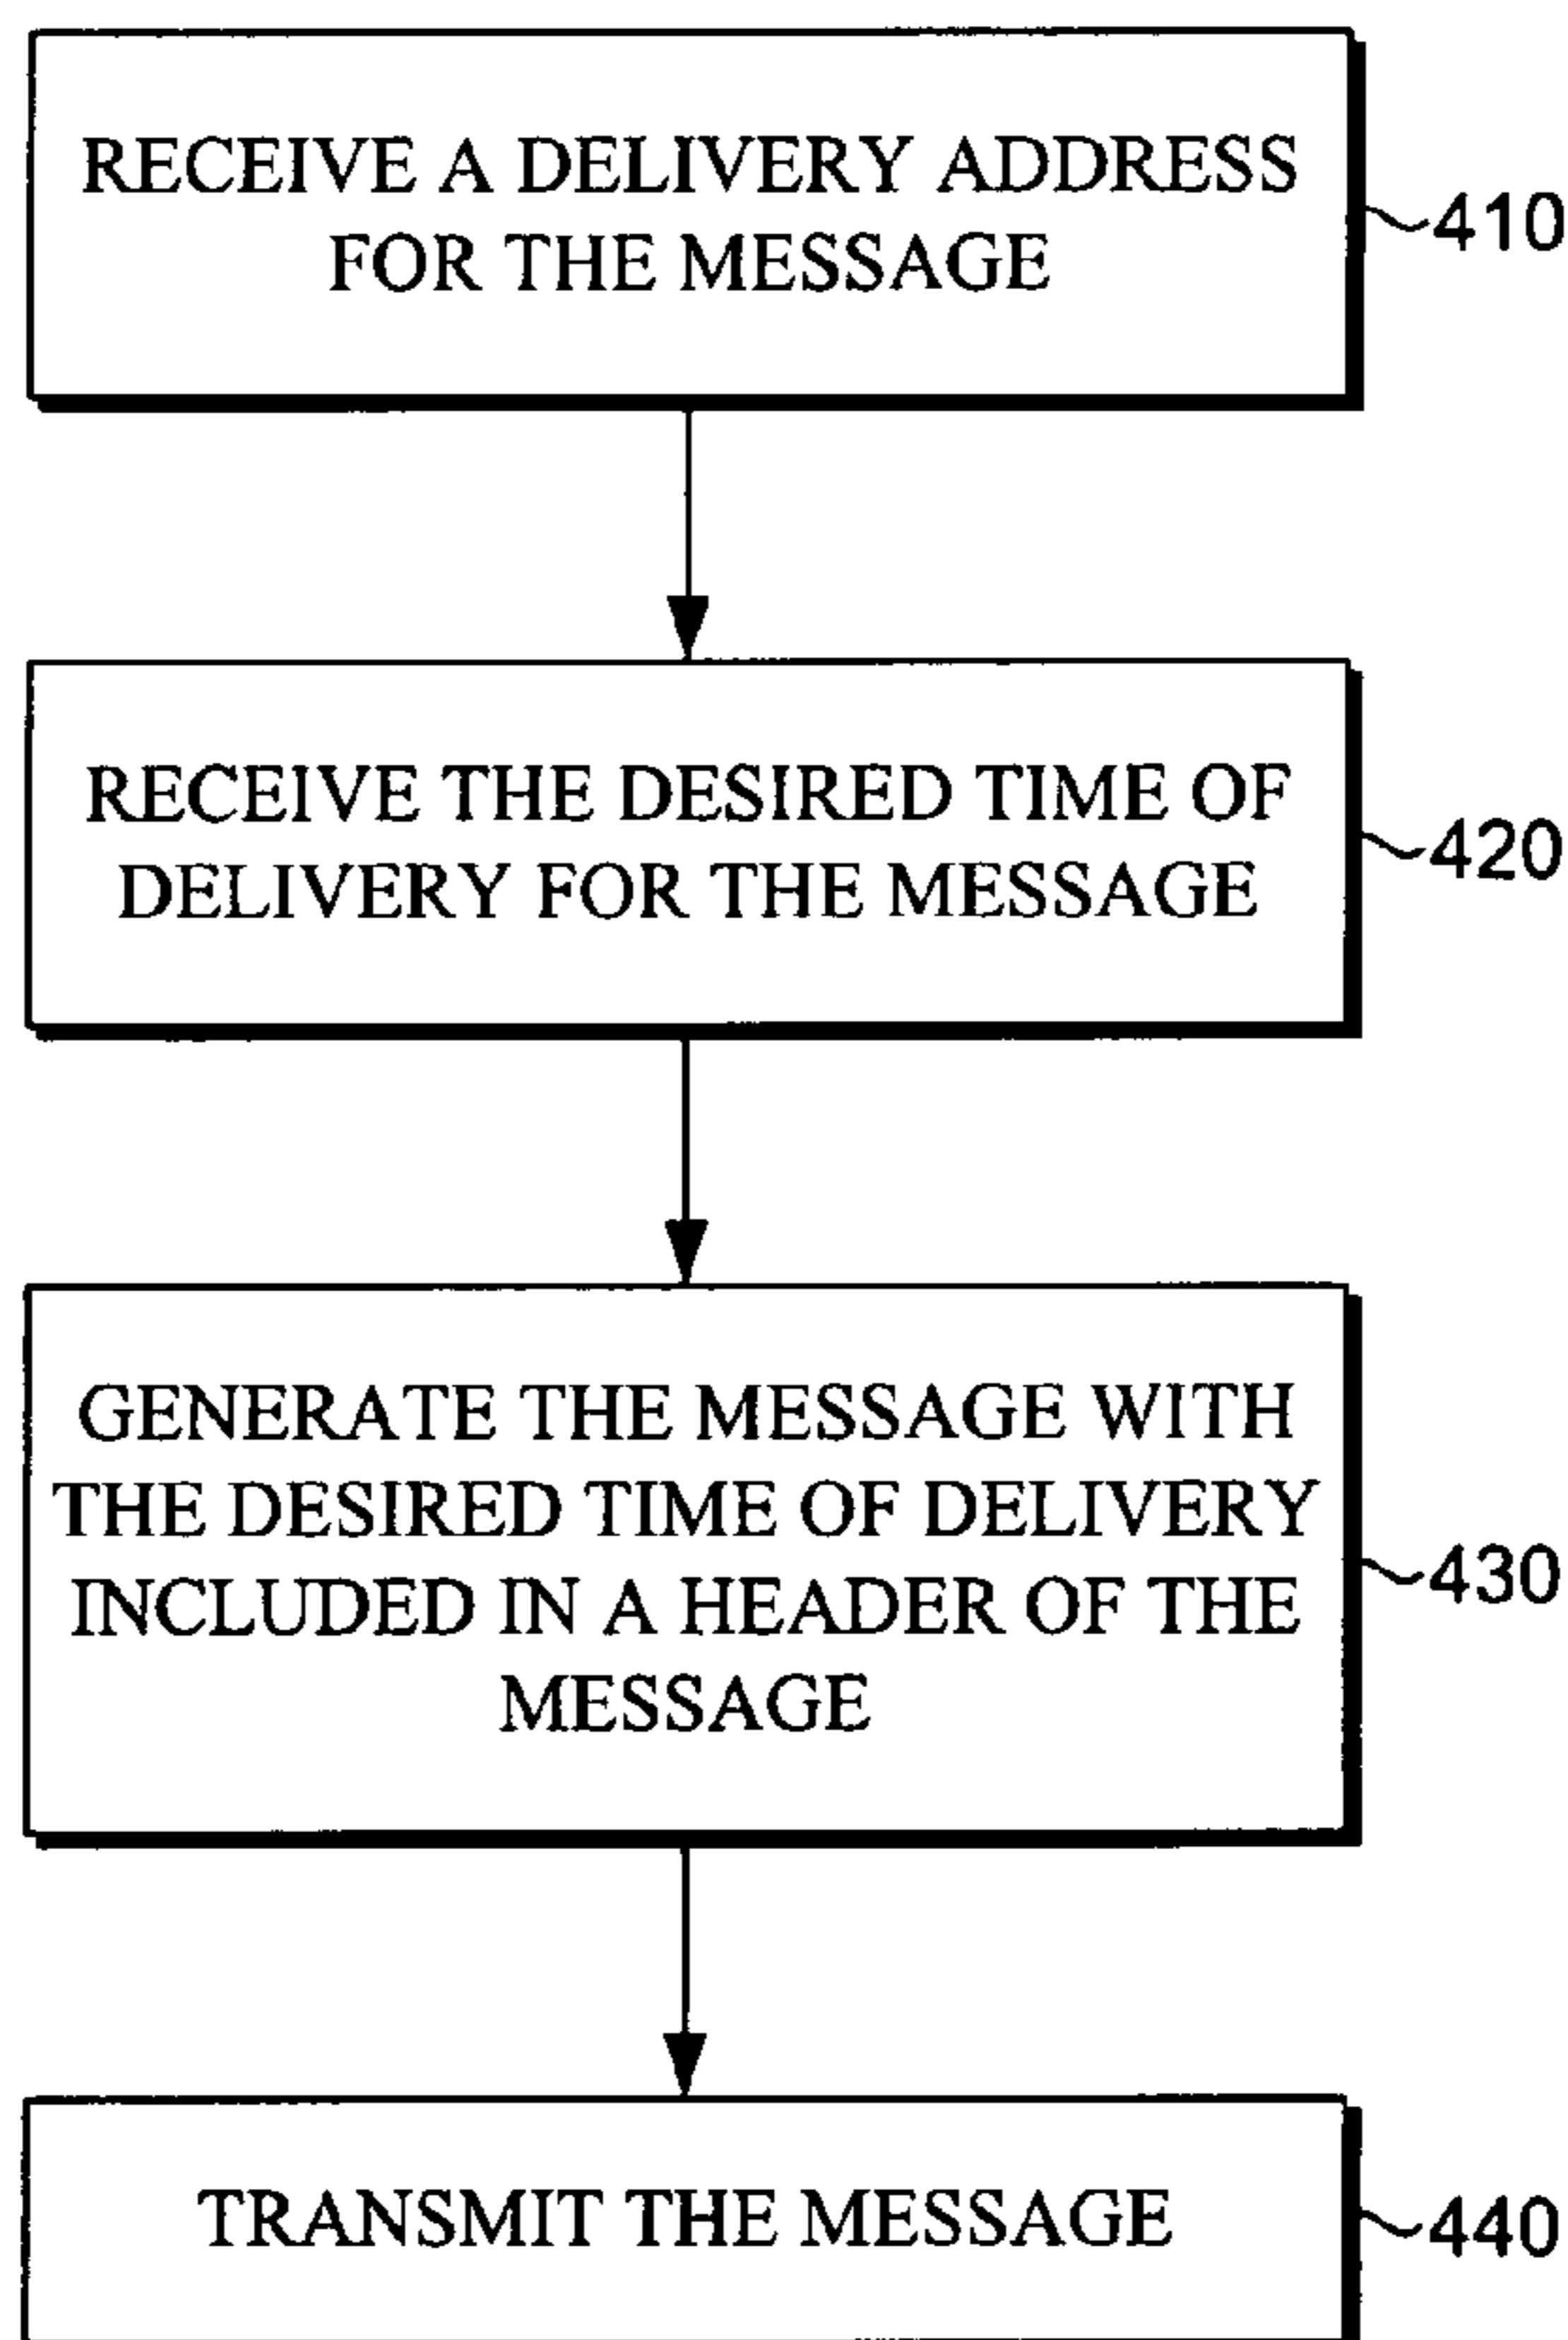 RECEIVE A DELIVERY ADDRESS
FOR THE MESSAGE
410
RECEIVE THE DESIRED TIME OF
DELIVERY FOR THE MESSAGE
420
GENERATE THE MESSAGE WITH
THE DESIRED TIME OF DELIVERY
INCLUDED IN A HEADER OF THE
MESSAGE
430
TRANSMIT THE MESSAGE
440